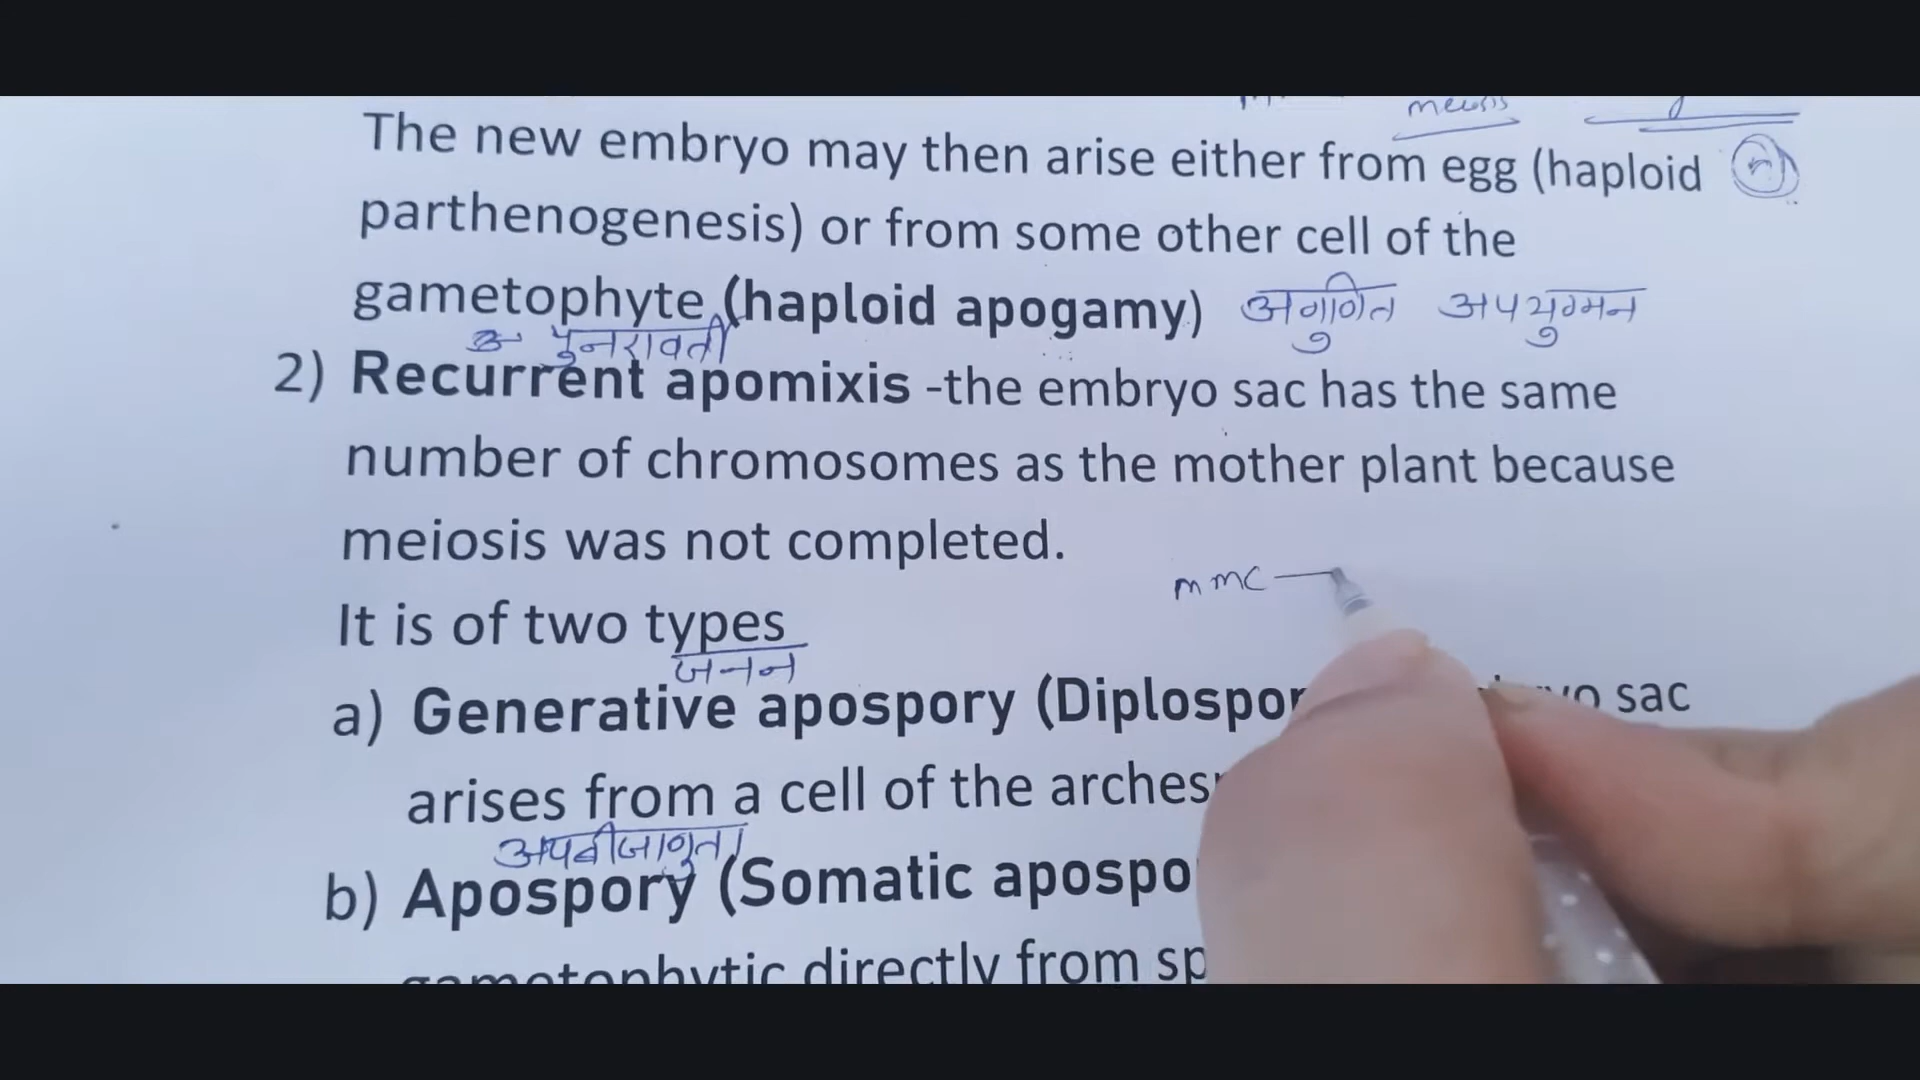 meiosis
The new embryo may then arise either from egg (haploid n
parthenogenesis) or from some other cell of the
gametophyte (haploid apogamy) अगुणित अपयुग्मन
पुनरावर्ती
2) Recurrent apomixis -the embryo sac has the same
number of chromosomes as the mother plant because
meiosis was not completed.
MMC
It is of two types
जनन
a) Generative apospory (Diplospor sac
arises from a cell of the arches
अपबीजाणुता
b) Apospory (Somatic apospo
gametophytic directly from sp